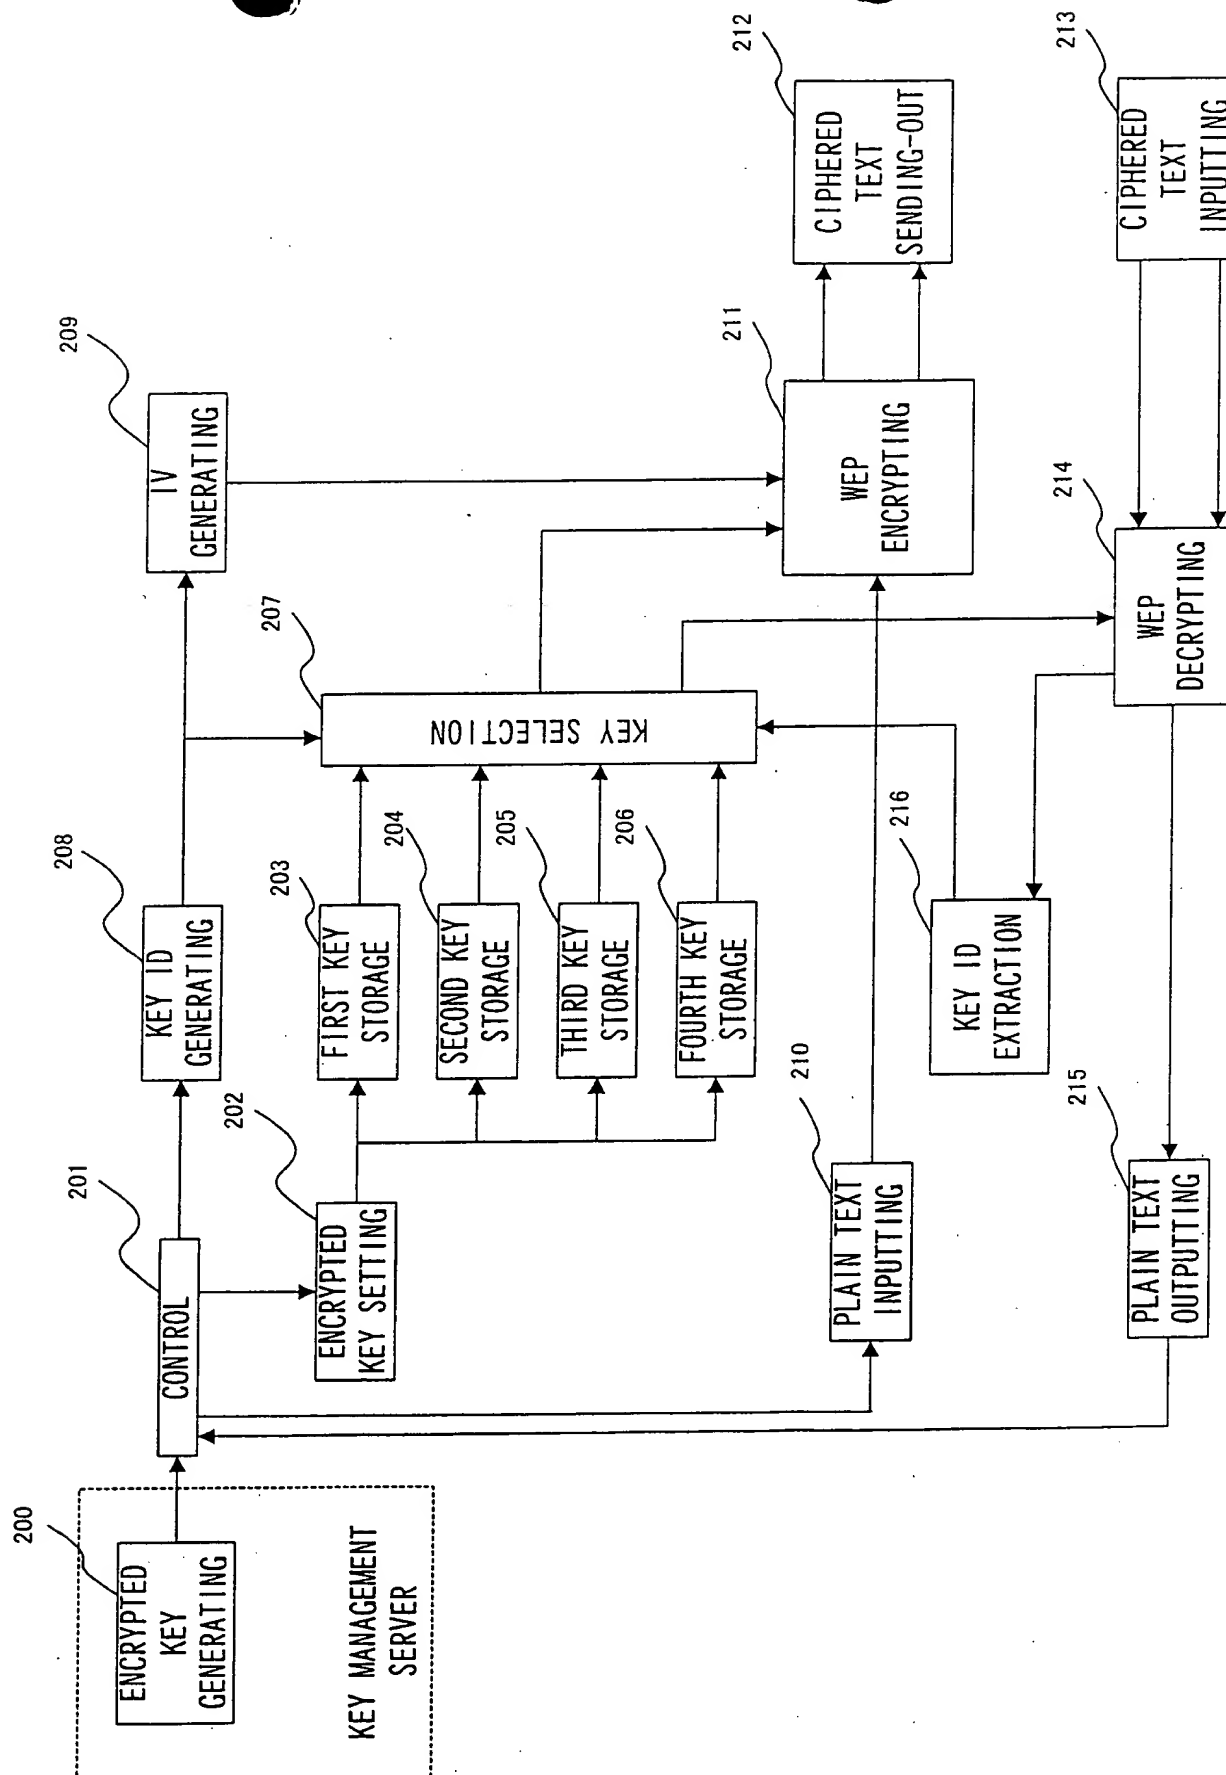 200
ENCRYPTED
KEY
GENERATING
KEY MANAGEMENT
SERVER
201
CONTROL
202
ENCRYPTED
KEY SETTING
208
KEY ID
GENERATING
203
FIRST KEY
STORAGE
204
SECOND KEY
STORAGE
205
THIRD KEY
STORAGE
206
FOURTH KEY
STORAGE
207
KEY SELECTION
209
IV
GENERATING
210
PLAIN TEXT
INPUTTING
211
WEP
ENCRYPTING
212
CIPHERED
TEXT
SENDING-OUT
213
CIPHERED
TEXT
INPUTTING
214
WEP
DECRYPTING
215
PLAIN TEXT
OUTPUTTING
216
KEY ID
EXTRACTION